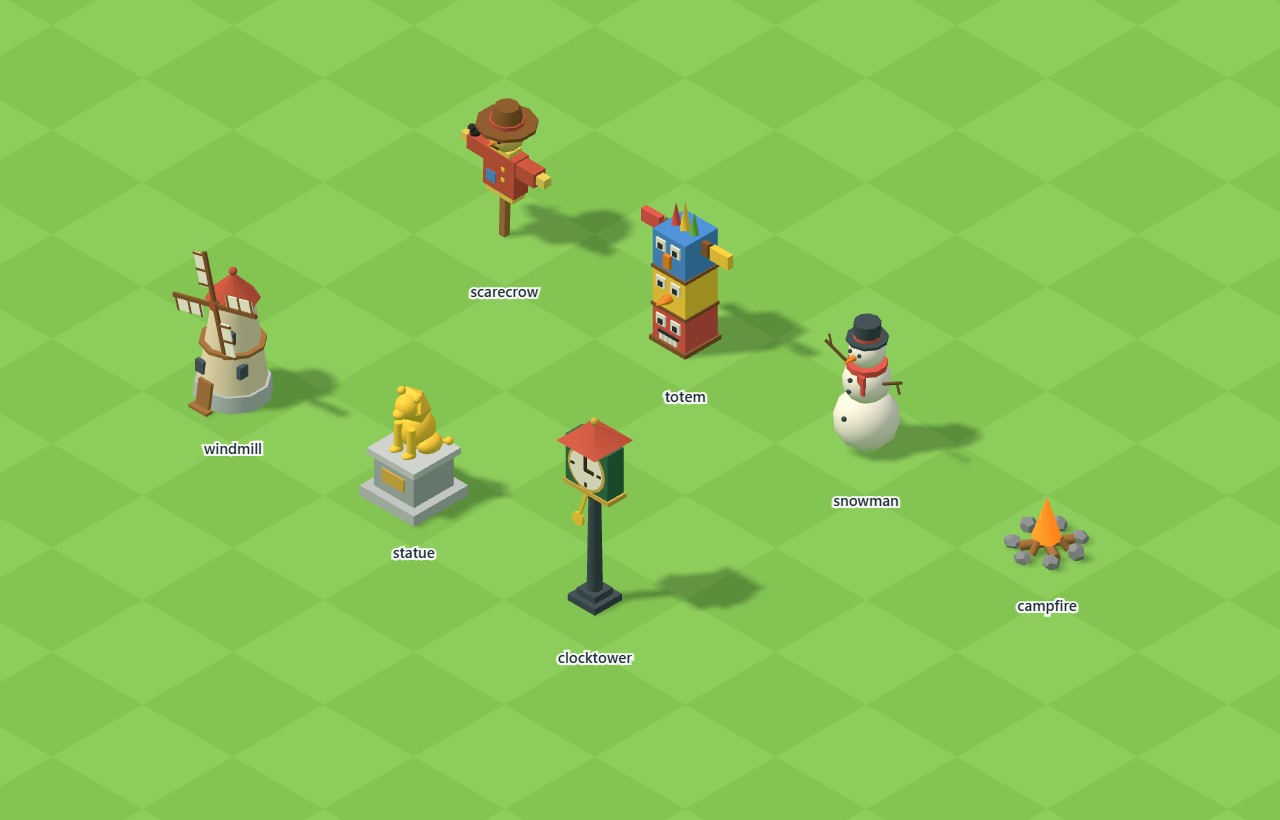 scarecrow
totem
windmill
snowman
statue
campfire
clocktower